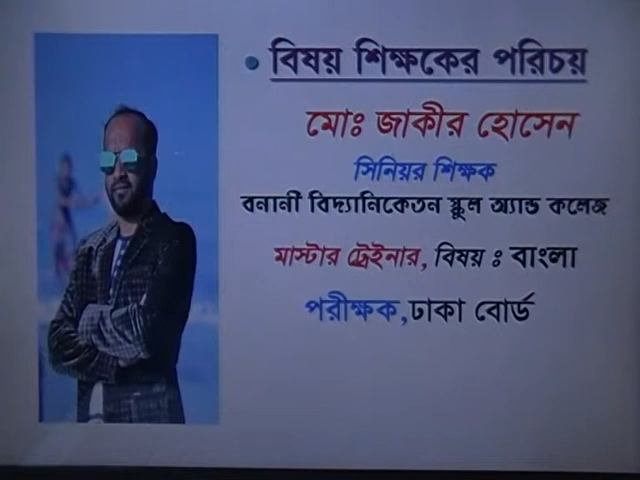 বিষয় শিক্ষকের পরিচয়
মোঃ জাকীর হোসেন
সিনিয়র শিক্ষক
বনানী বিদ্যানিকেতন স্কুল অ্যান্ড কলেজ
মাস্টার ট্রেইনার, বিষয় ঃ বাংলা
পরীক্ষক,ঢাকা বোর্ড